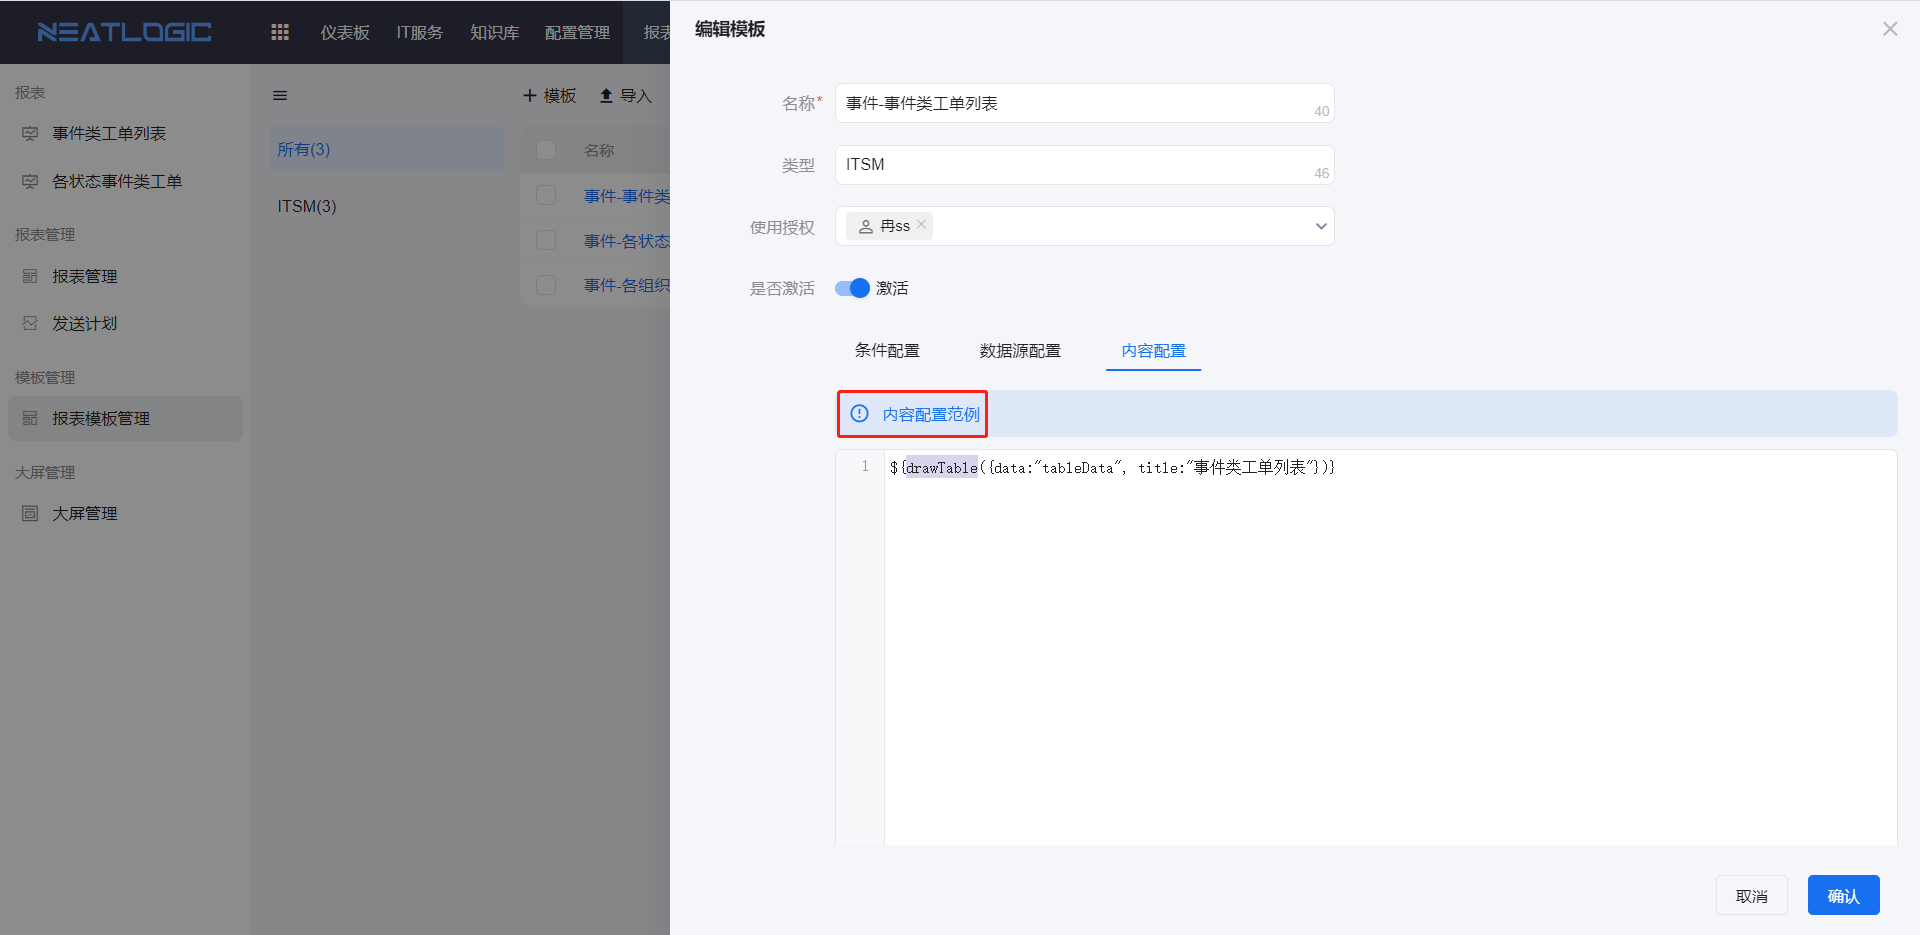 NEATLOGIC
仪表板
IT服务
知识库
配置管理
报表
报表
事件类工单列表
各状态事件类工单
报表管理
报表管理
发送计划
模板管理
报表模板管理
大屏管理
大屏管理
模板
导入
所有(3)
ITSM(3)
名称
事件-事件类
事件-各状态
事件-各组织
编辑模板
名称*
事件-事件类工单列表
40
类型
ITSM
46
使用授权
冉ss
是否激活
激活
条件配置
数据源配置
内容配置
内容配置范例
1
${drawTable({data:"tableData", title:"事件类工单列表"})}
取消
确认